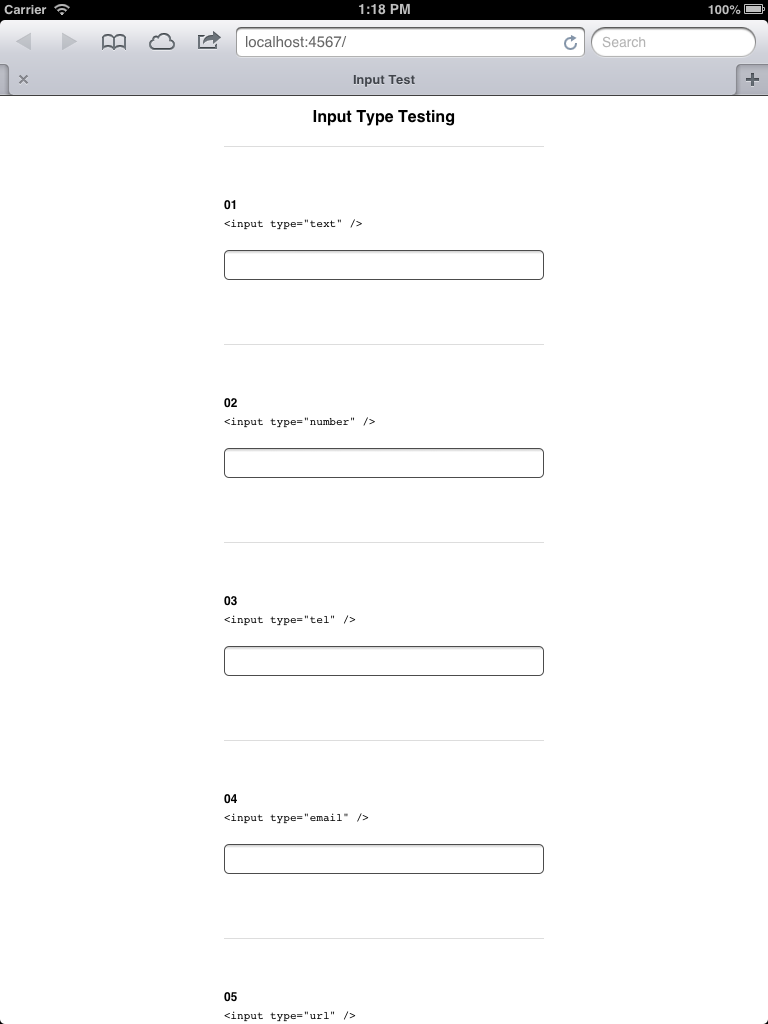 Carrier 1:18 PM 100%
localhost:4567/ Search
Input Test
Input Type Testing
01
<input type="text" />
02
<input type="number" />
03
<input type="tel" />
04
<input type="email" />
05
<input type="url" />